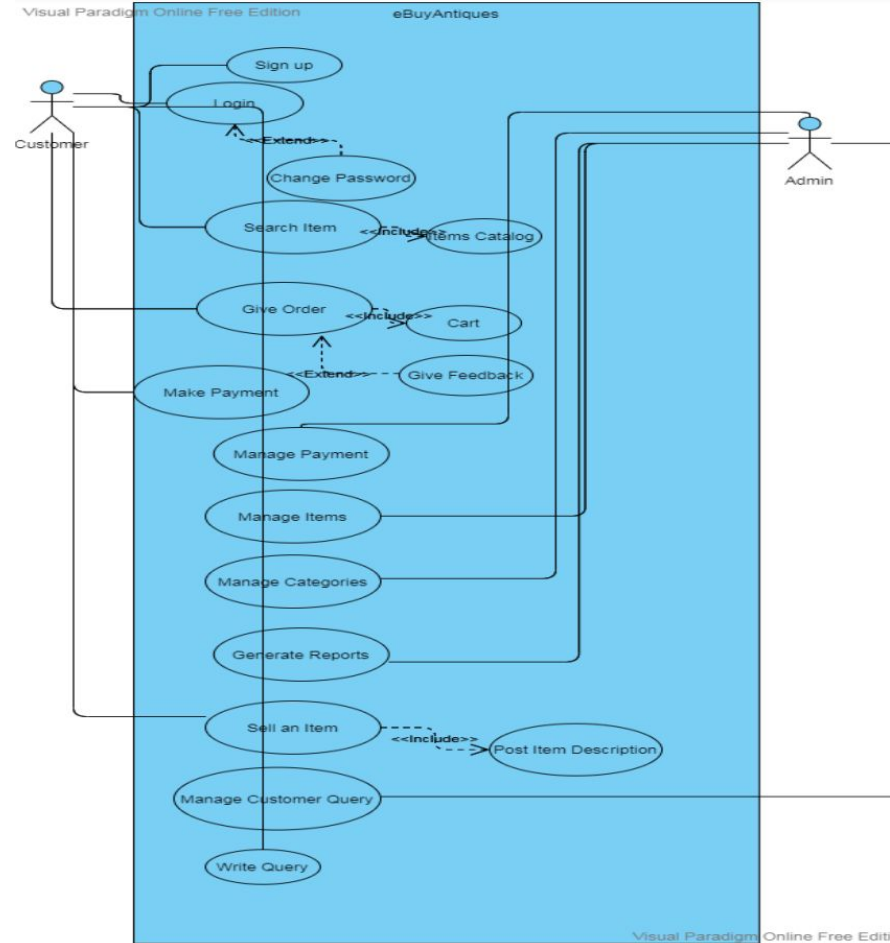 Visual Paradigm Online Free Edition
eBuyAntiques
Sign up
Login
Customer
<<Extend>>
Admin
Change Password
Search Item
<<Include>>
Items Catalog
Give Order
<<Include>>
Cart
<<Extend>>
Give Feedback
Make Payment
Manage Payment
Manage Items
Manage Categories
Generate Reports
Sell an Item
<<Include>>
Post Item Description
Manage Customer Query
Write Query
Visual Paradigm Online Free Editi